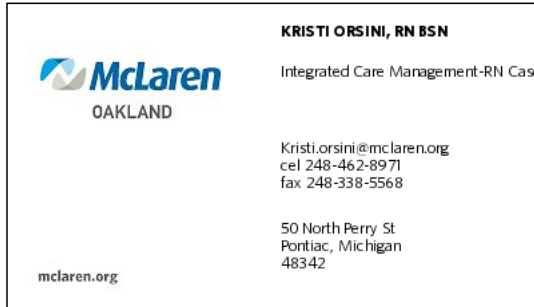 KRISTI ORSINI, RN BSN
McLaren
OAKLAND
Integrated Care Management-RN Cas
Kristi.orsini@mclaren.org
cel 248-462-8971
fax 248-338-5568
50 North Perry St
Pontiac, Michigan
48342
mclaren.org